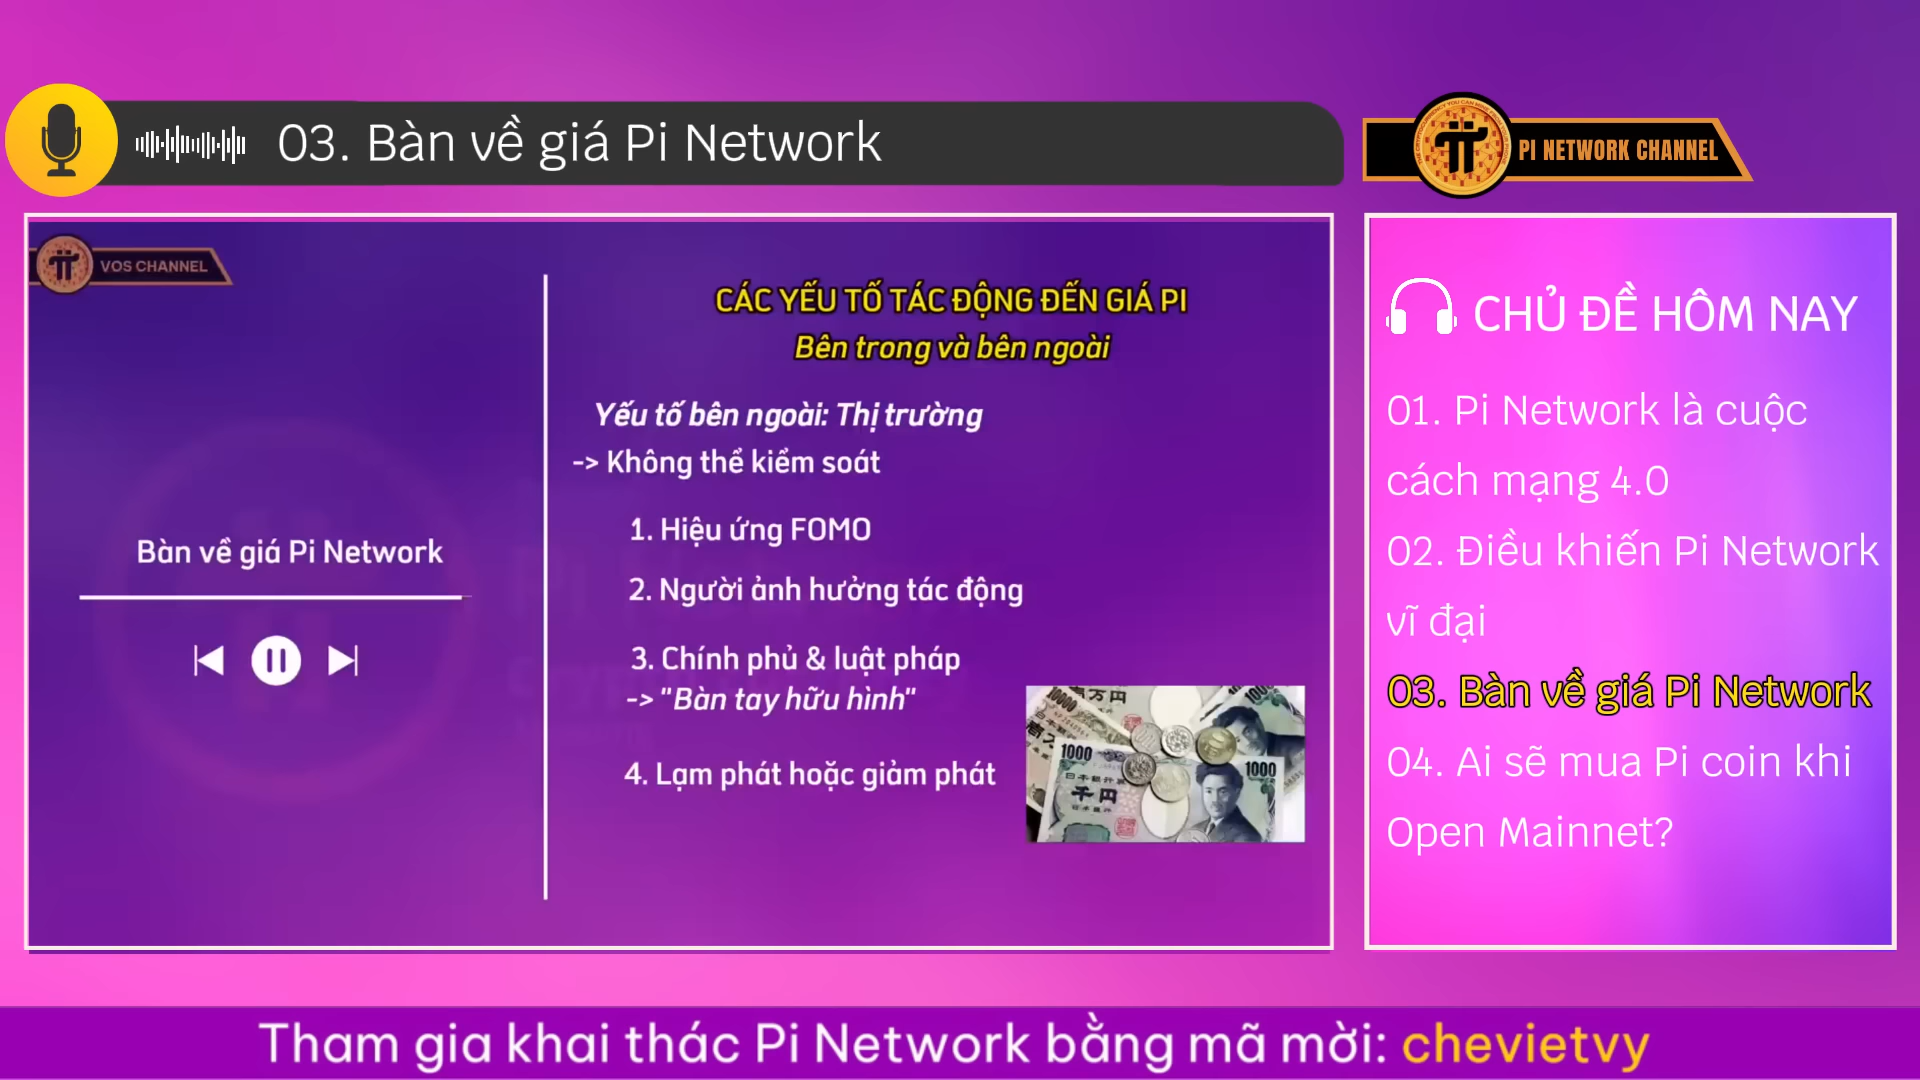 03. Bàn về giá Pi Network
PI NETWORK CHANNEL
VOS CHANNEL
Bàn về giá Pi Network
CÁC YẾU TỐ TÁC ĐỘNG ĐẾN GIÁ PI
Bên trong và bên ngoài
Yếu tố bên ngoài: Thị trường
-> Không thể kiểm soát
1. Hiệu ứng FOMO
2. Người ảnh hưởng tác động
3. Chính phủ & luật pháp
-> "Bàn tay hữu hình"
4. Lạm phát hoặc giảm phát
1000
1000
千円
CHỦ ĐỀ HÔM NAY
01. Pi Network là cuộc
cách mạng 4.0
02. Điều khiến Pi Network
vĩ đại
03. Bàn về giá Pi Network
04. Ai sẽ mua Pi coin khi
Open Mainnet?
Tham gia khai thác Pi Network bằng mã mời: chevietvy